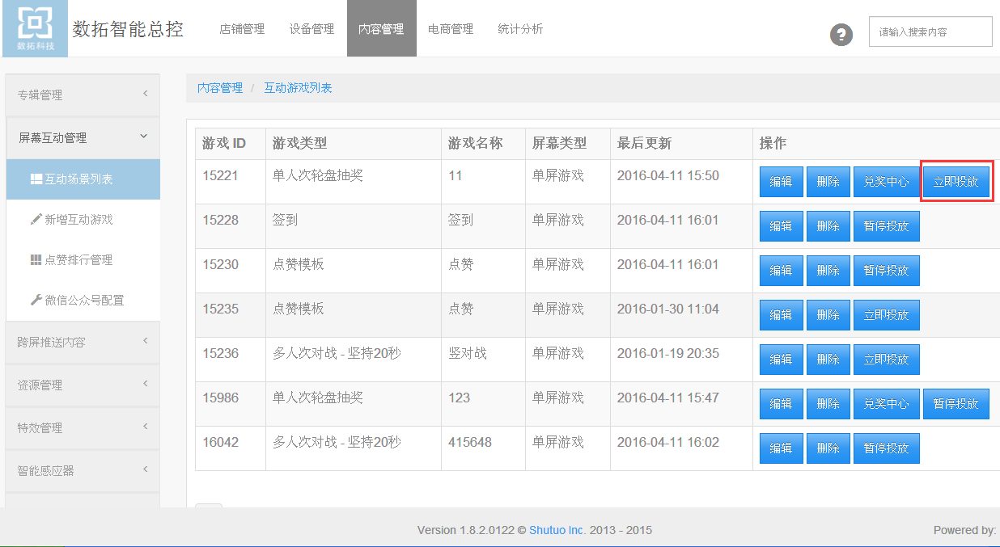 数拓科技
数拓智能总控
店铺管理 设备管理 内容管理 电商管理 统计分析
?
请输入搜索内容
专辑管理
屏幕互动管理
互动场景列表
新增互动游戏
点赞排行管理
微信公众号配置
跨屏推送内容
资源管理
特效管理
智能感应器
内容管理 / 互动游戏列表
游戏 ID 游戏类型 游戏名称 屏幕类型 最后更新 操作
15221 单人次轮盘抽奖 11 单屏游戏 2016-04-11 15:50 编辑 删除 兑奖中心 立即投放
15228 签到 签到 单屏游戏 2016-04-11 16:01 编辑 删除 暂停投放
15230 点赞模板 点赞 单屏游戏 2016-04-11 16:01 编辑 删除 暂停投放
15235 点赞模板 点赞 单屏游戏 2016-01-30 11:04 编辑 删除 立即投放
15236 多人次对战 - 坚持20秒 竖对战 单屏游戏 2016-01-19 20:35 编辑 删除 立即投放
15986 单人次轮盘抽奖 123 单屏游戏 2016-04-11 15:47 编辑 删除 兑奖中心 暂停投放
16042 多人次对战 - 坚持20秒 415648 单屏游戏 2016-04-11 16:02 编辑 删除 暂停投放
Version 1.8.2.0122 © Shutuo Inc. 2013 - 2015
Powered by: